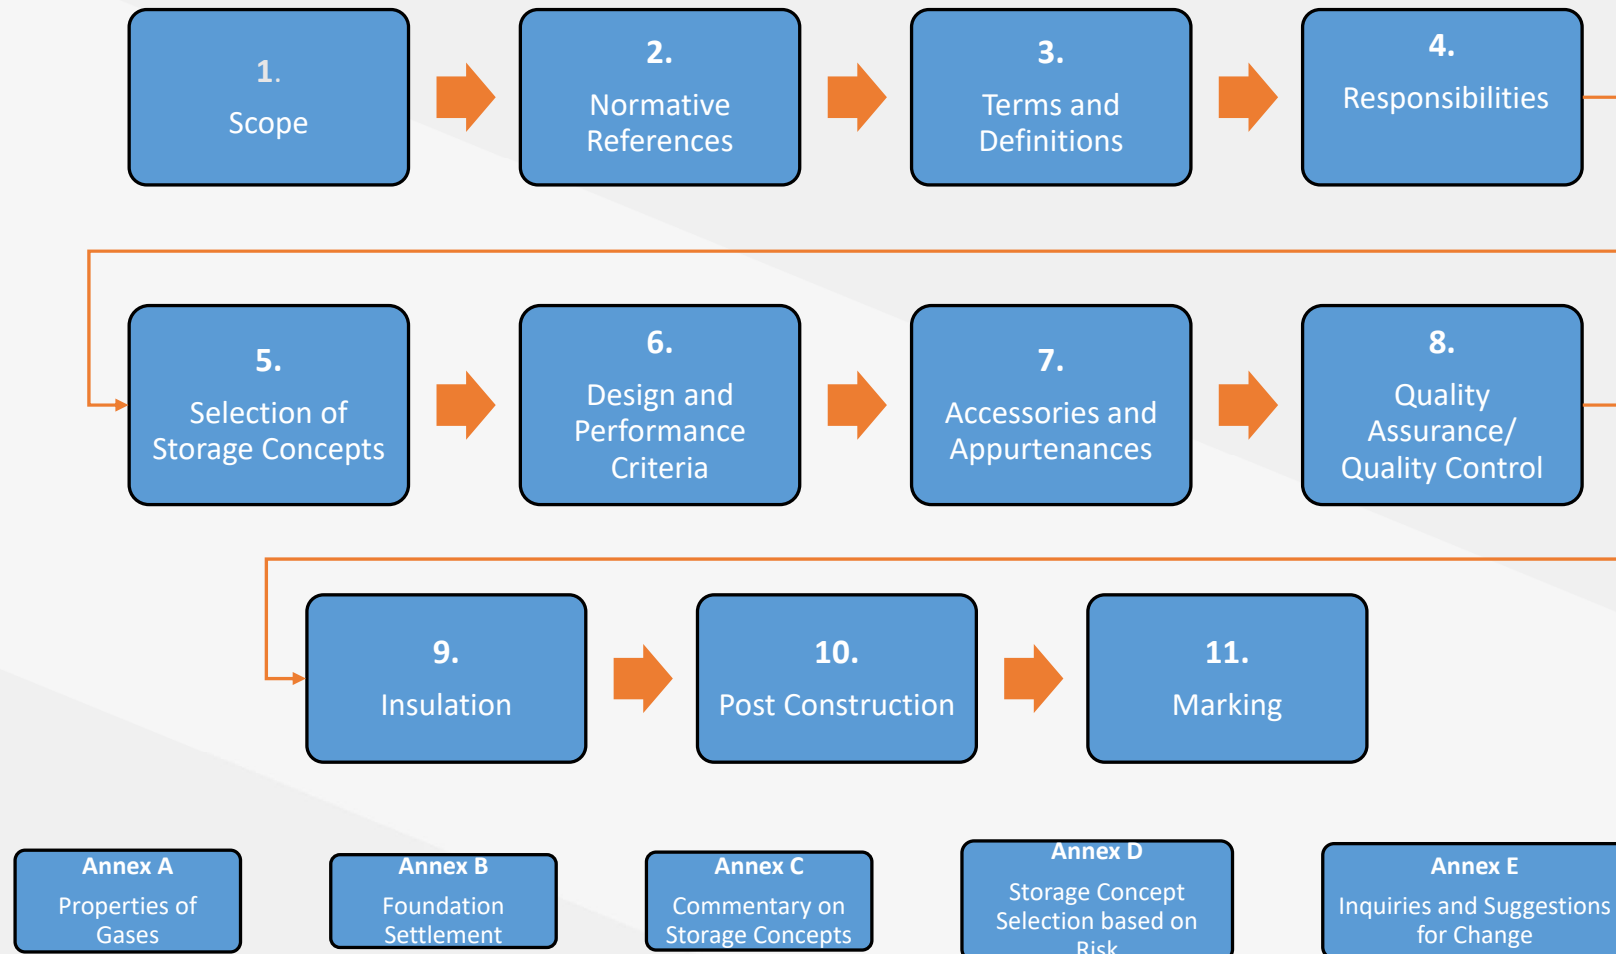 1.
Scope
2.
Normative
References
3.
Terms and
Definitions
4.
Responsibilities
5.
Selection of
Storage Concepts
6.
Design and
Performance
Criteria
7.
Accessories and
Appurtenances
8.
Quality
Assurance/
Quality Control
9.
Insulation
10.
Post Construction
11.
Marking
Annex A
Properties of
Gases
Annex B
Foundation
Settlement
Annex C
Commentary on
Storage Concepts
Annex D
Storage Concept
Selection based on
Risk
Annex E
Inquiries and Suggestions
for Change